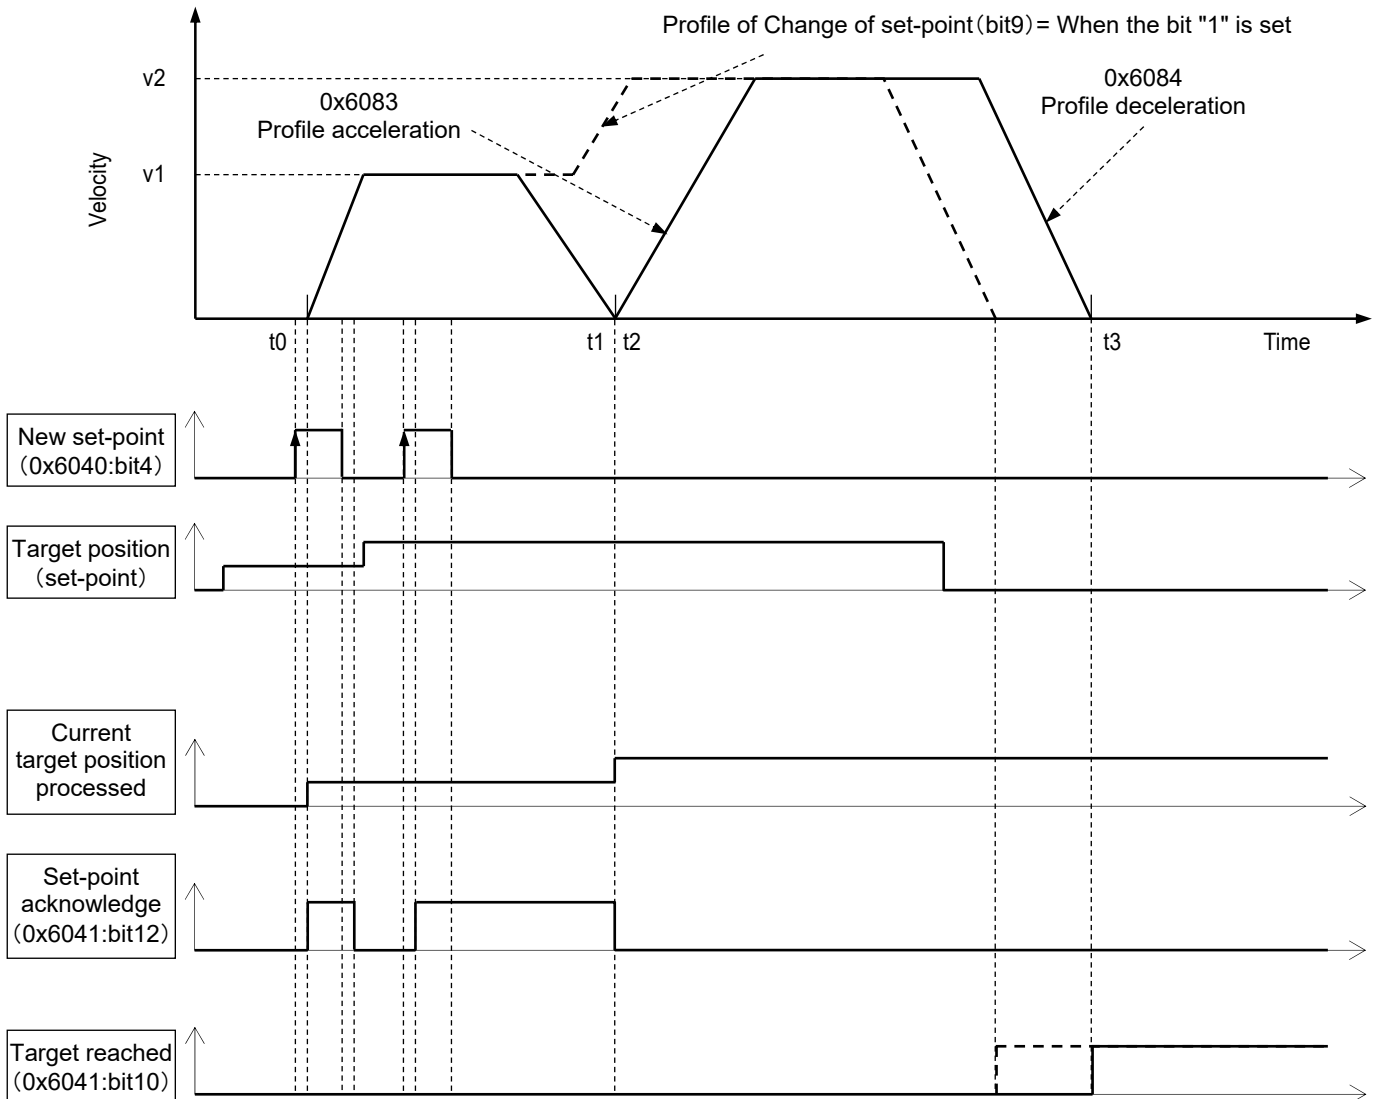 Profile of Change of set-point（bit9）= When the bit "1" is set
v2
0x6083
Profile acceleration
0x6084
Profile deceleration
v1
Velocity
t0
t1
t2
t3
Time
New set-point
（0x6040:bit4）
Target position
（set-point）
Current
target position
processed
Set-point
acknowledge
（0x6041:bit12）
Target reached
（0x6041:bit10）